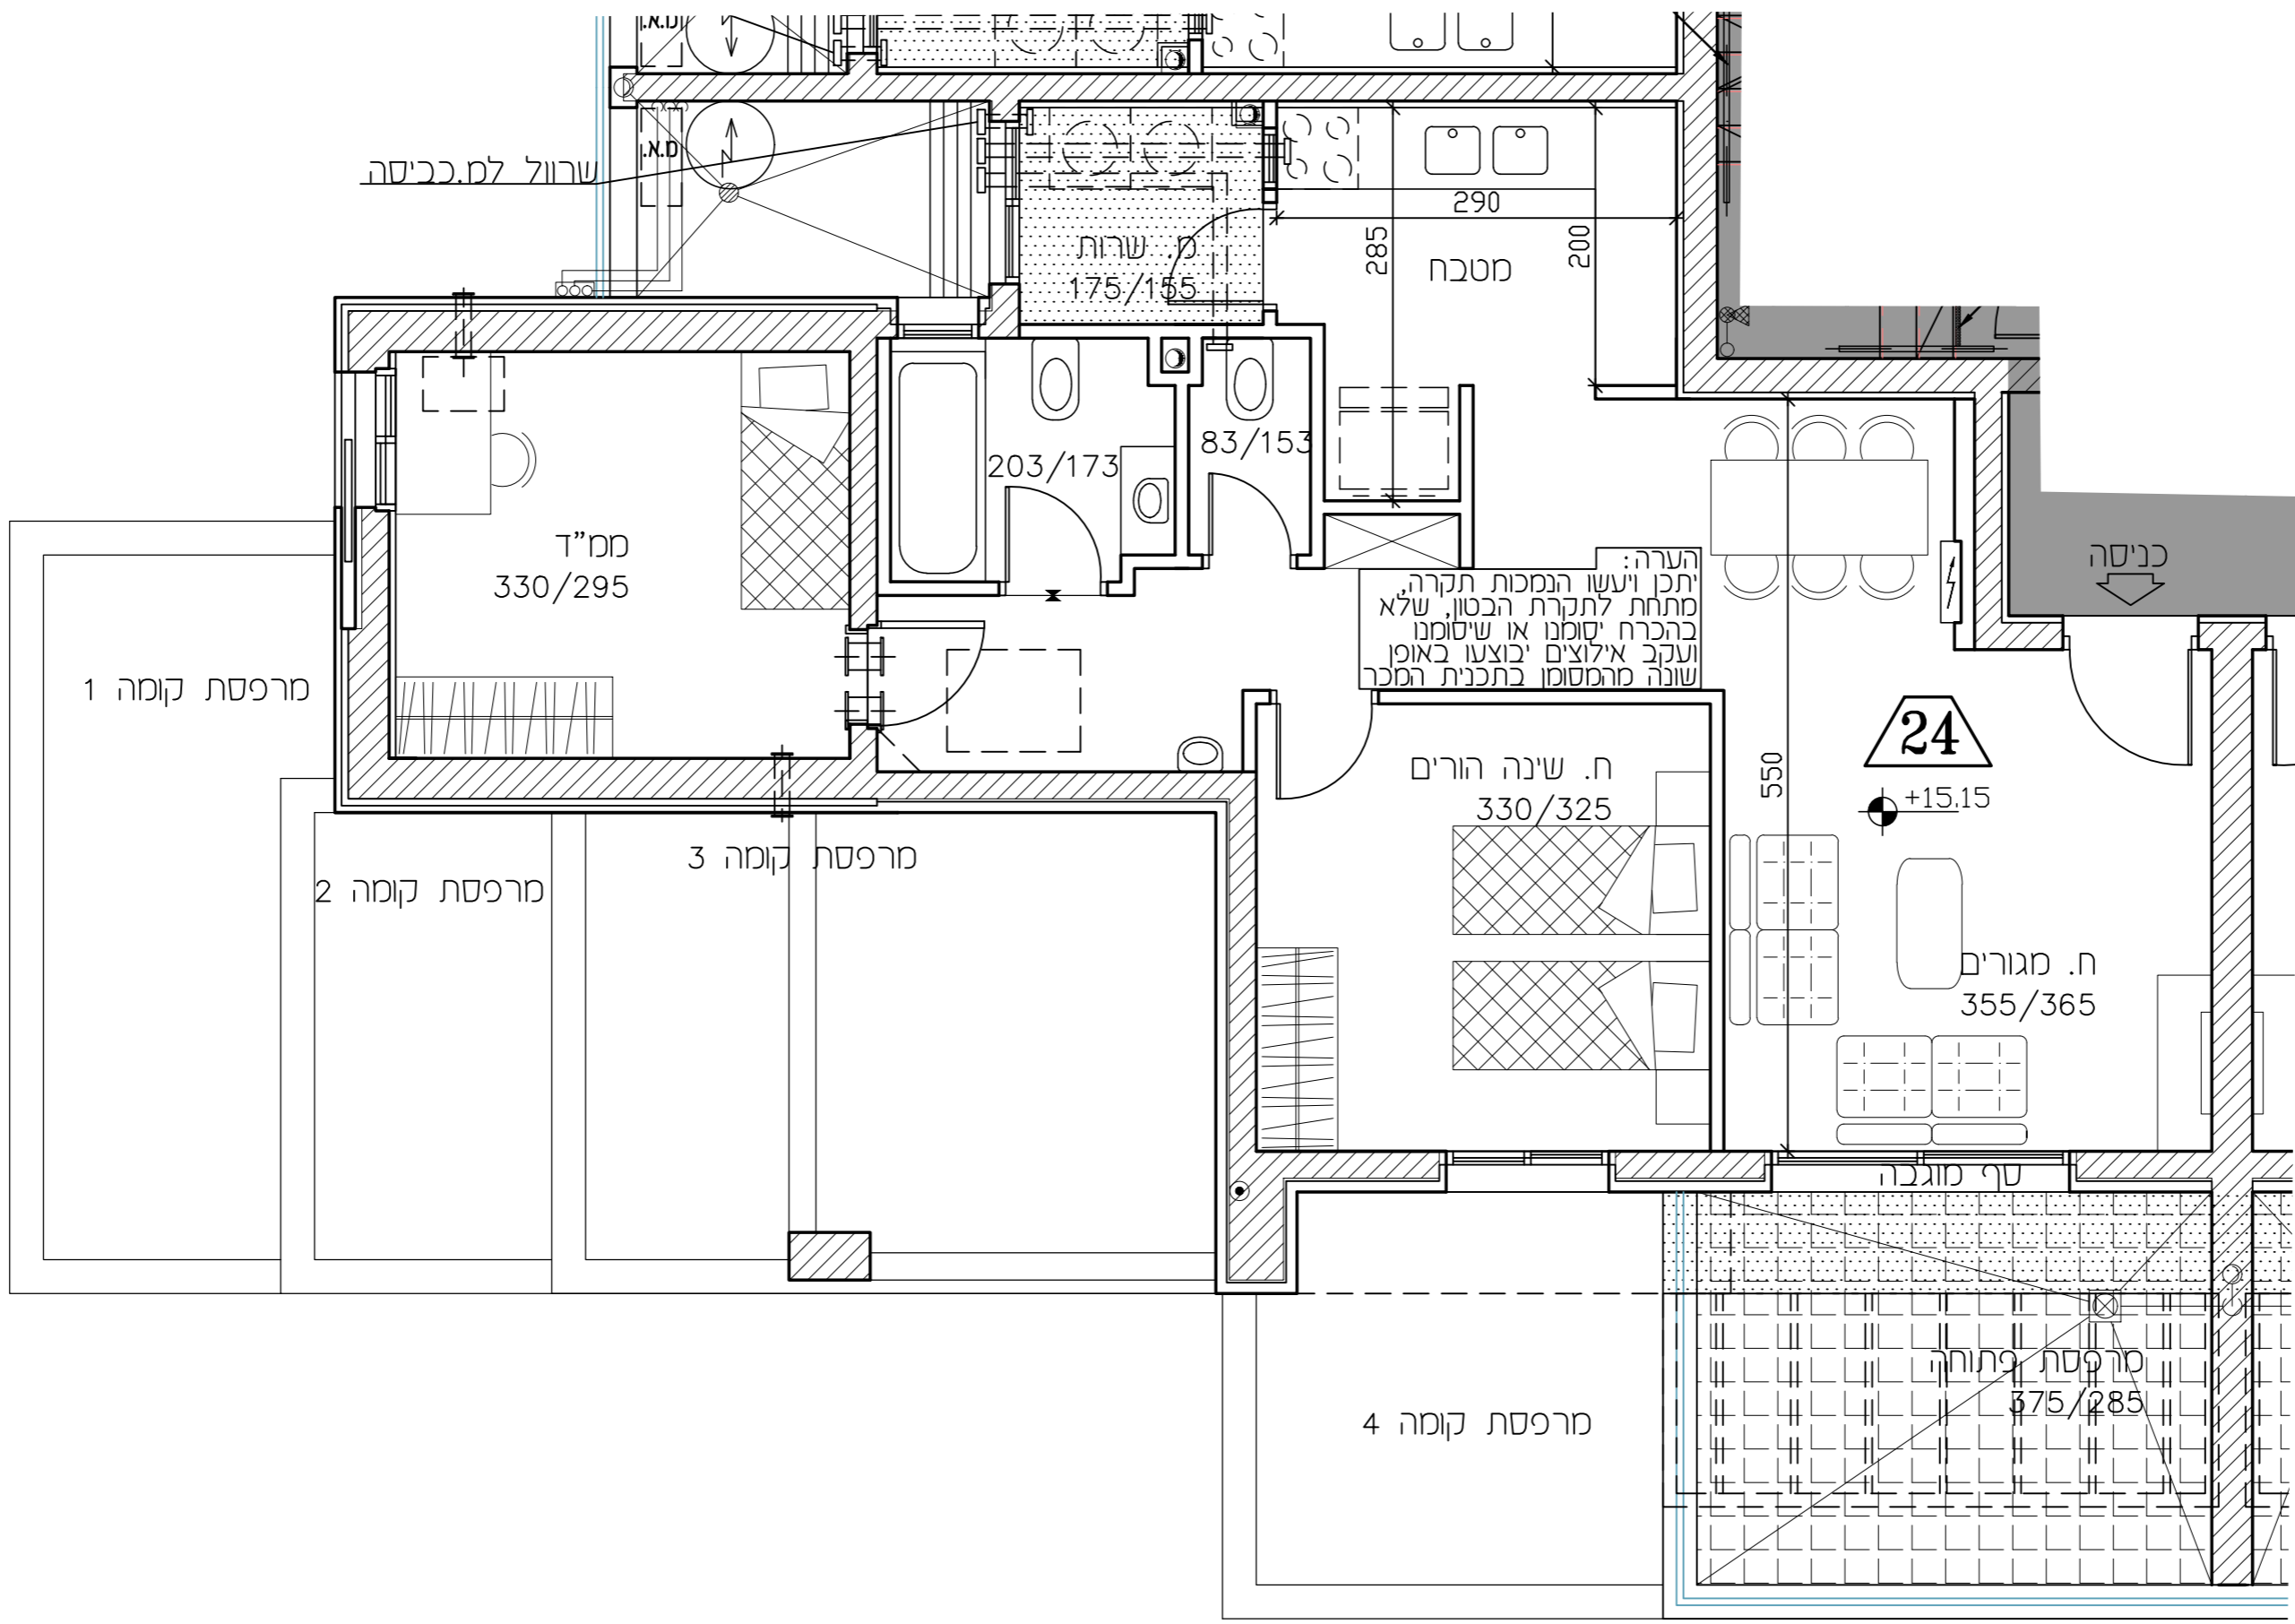 מ.א.
מ.א.
שרוול למ.כביסה
מ. שרות
175/155
290
285
200
מטבח
203/173
83/153
ממ"ד
330/295
כניסה
הערה:
יתכן ויעשו הנמכות תקרה,
מתחת לתקרת הבטון, שלא
בהכרח יסומנו או שיסומנו
ועקב אילוצים יבוצעו באופן
שונה מהמסומן בתכנית המכר
מרפסת קומה 1
24
+15.15
550
ח. שינה הורים
330/325
מרפסת קומה 3
מרפסת קומה 2
ח. מגורים
355/365
סף מוגבה
מרפסת פתוחה
375/285
מרפסת קומה 4